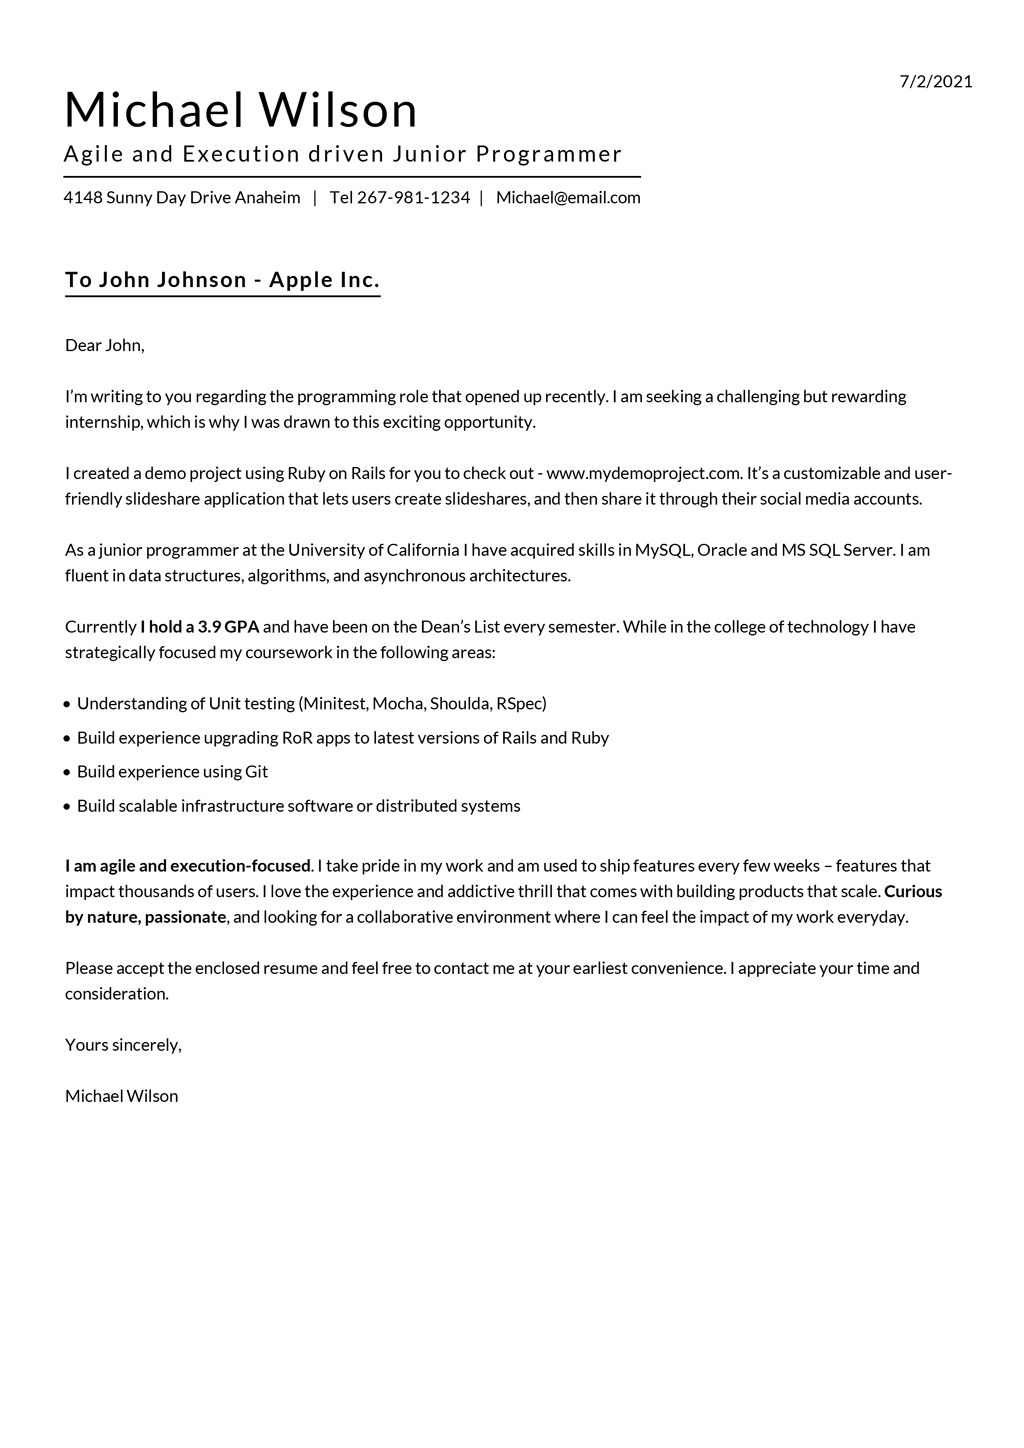 7/2/2021
Michael Wilson
Agile and Execution driven Junior Programmer
4148 Sunny Day Drive Anaheim | Tel 267-981-1234 | Michael@email.com
To John Johnson - Apple Inc.
Dear John,
I’m writing to you regarding the programming role that opened up recently. I am seeking a challenging but rewarding
internship, which is why I was drawn to this exciting opportunity.
I created a demo project using Ruby on Rails for you to check out - www.mydemoproject.com. It’s a customizable and user-
friendly slideshare application that lets users create slideshares, and then share it through their social media accounts.
As a junior programmer at the University of California I have acquired skills in MySQL, Oracle and MS SQL Server. I am
fluent in data structures, algorithms, and asynchronous architectures.
Currently I hold a 3.9 GPA and have been on the Dean’s List every semester. While in the college of technology I have
strategically focused my coursework in the following areas:
• Understanding of Unit testing (Minitest, Mocha, Shoulda, RSpec)
• Build experience upgrading RoR apps to latest versions of Rails and Ruby
• Build experience using Git
• Build scalable infrastructure software or distributed systems
I am agile and execution-focused. I take pride in my work and am used to ship features every few weeks – features that
impact thousands of users. I love the experience and addictive thrill that comes with building products that scale. Curious
by nature, passionate, and looking for a collaborative environment where I can feel the impact of my work everyday.
Please accept the enclosed resume and feel free to contact me at your earliest convenience. I appreciate your time and
consideration.
Yours sincerely,
Michael Wilson